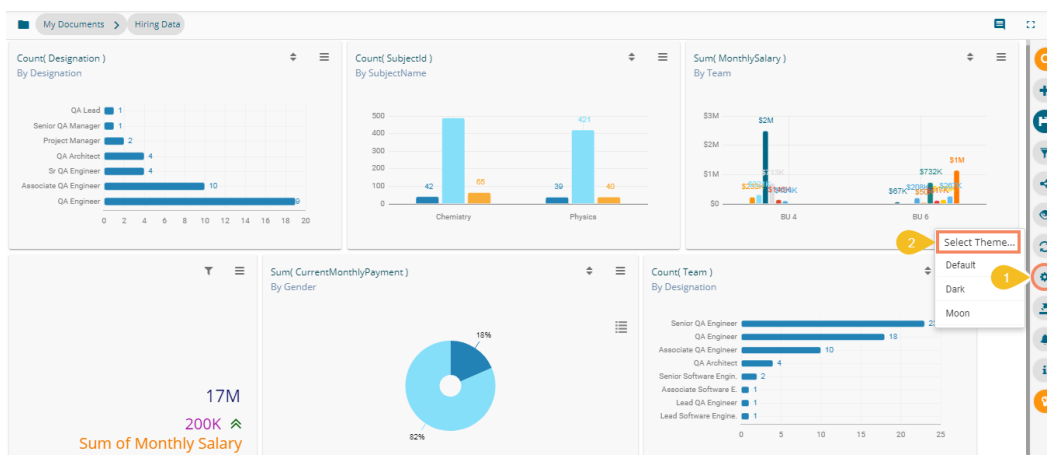 My Documents > Hiring Data
Count( Designation )
By Designation
QA Lead 1
Senior QA Manager 1
Project Manager 2
QA Architect 4
Sr QA Engineer 4
Associate QA Engineer 10
QA Engineer
0 2 4 6 8 10 12 14 16 18 20
Count( SubjectId )
By SubjectName
500
400
300
200
100
0
42 65
421
39 40
Chemistry Physics
Sum( MonthlySalary )
By Team
$3M
$2M
$1M
$0
$2M
$1M
$732K
$67K
BU 4 BU 6
2
Select Theme...
Default
Dark
Moon
1
17M
200K
Sum of Monthly Salary
Sum( CurrentMonthlyPayment )
By Gender
18%
82%
Count( Team )
By Designation
Senior QA Engineer
QA Engineer 18
Associate QA Engineer 10
QA Architect 4
Senior Software Engin. 2
Associate Software E. 1
Lead QA Engineer 1
Lead Software Engine. 1
0 5 10 15 20 25